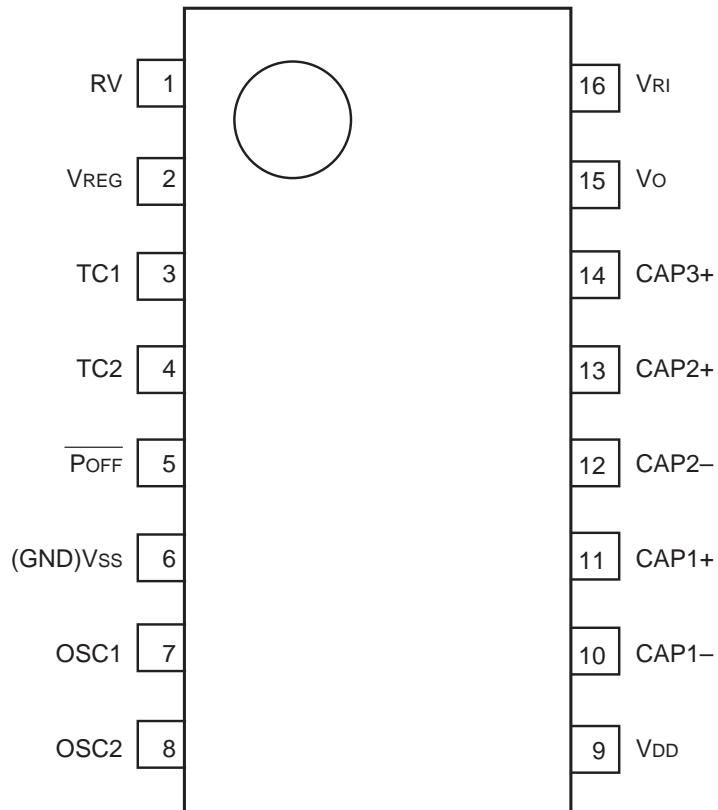 RV 1 16 VRI
VREG 2 15 VO
TC1 3 14 CAP3+
TC2 4 13 CAP2+
P̅O̅F̅F̅ 5 12 CAP2–
(GND)VSS 6 11 CAP1+
OSC1 7 10 CAP1–
OSC2 8 9 VDD